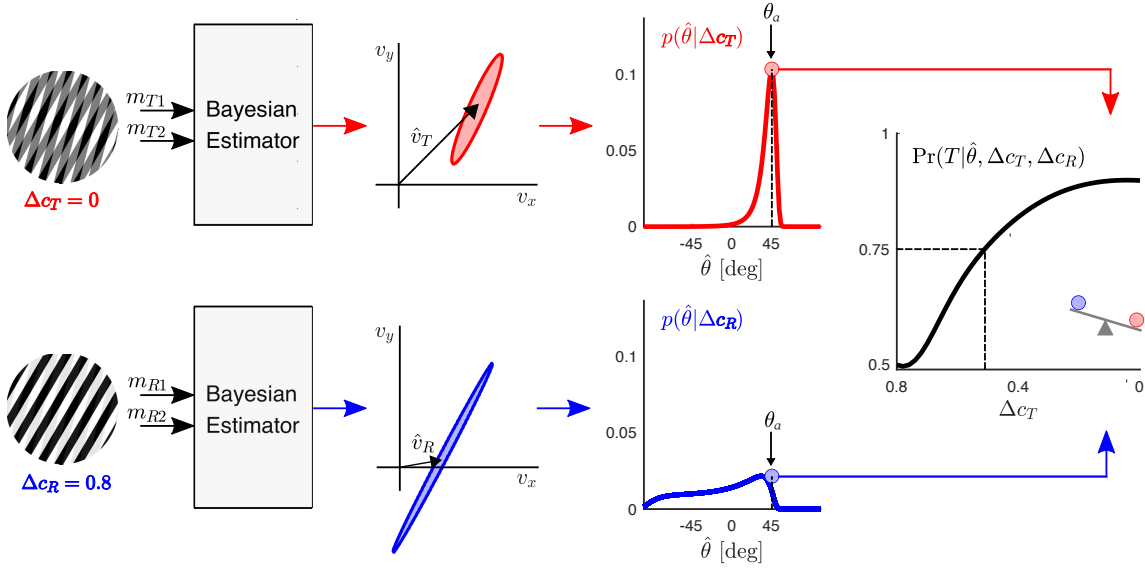 m_{T1}
m_{T2}
Δc_T = 0
Bayesian
Estimator
v_y
v̂_T
v_x
p(θ̂|Δc_T)
θ_a
0.1
0.05
0
-45 0 45
θ̂ [deg]
Pr(T|θ̂, Δc_T, Δc_R)
1
0.75
0.5
0.8 0.4 0
Δc_T
m_{R1}
m_{R2}
Δc_R = 0.8
Bayesian
Estimator
v_y
v̂_R
v_x
p(θ̂|Δc_R)
θ_a
0.1
0.05
0
-45 0 45
θ̂ [deg]